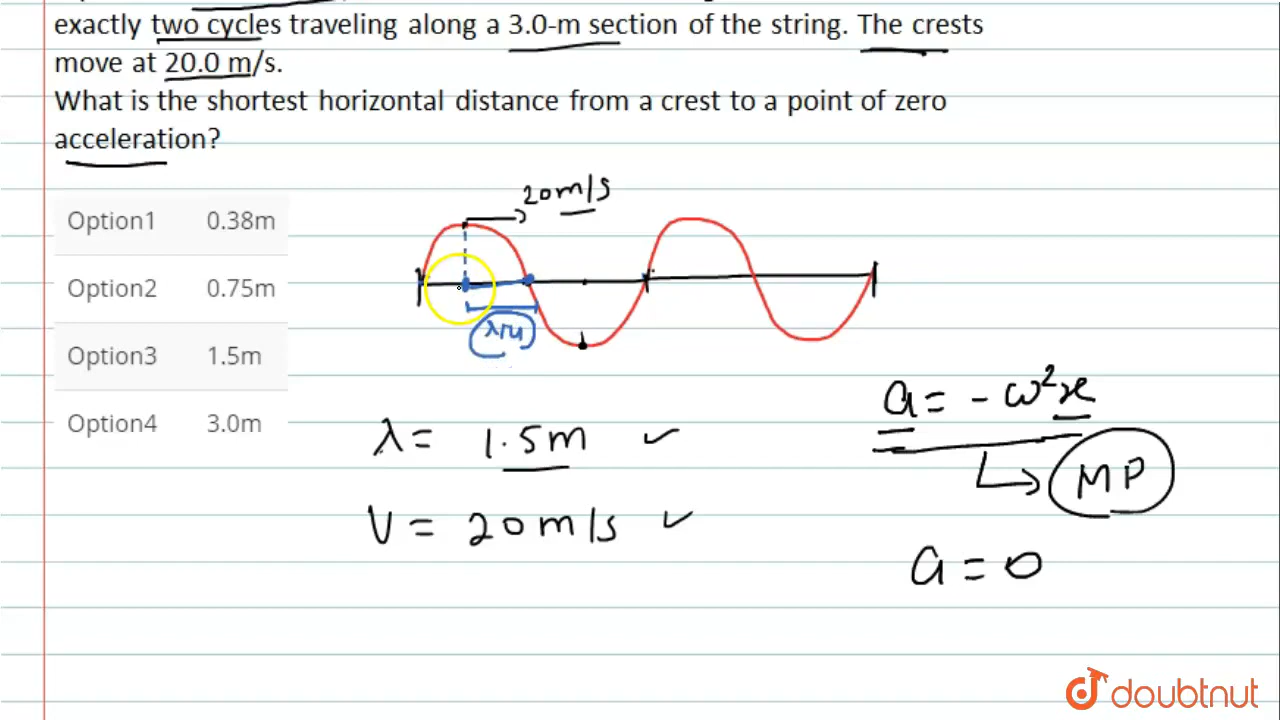 exactly two cycles traveling along a 3.0-m section of the string. The crests
move at 20.0 m/s.
What is the shortest horizontal distance from a crest to a point of zero
acceleration?
Option1 0.38m
Option2 0.75m
Option3 1.5m
Option4 3.0m
20m/s
λ/4
λ = 1.5m ✓
V = 20m/s ✓
a = -ω²x
MP
a = 0
doubtnut